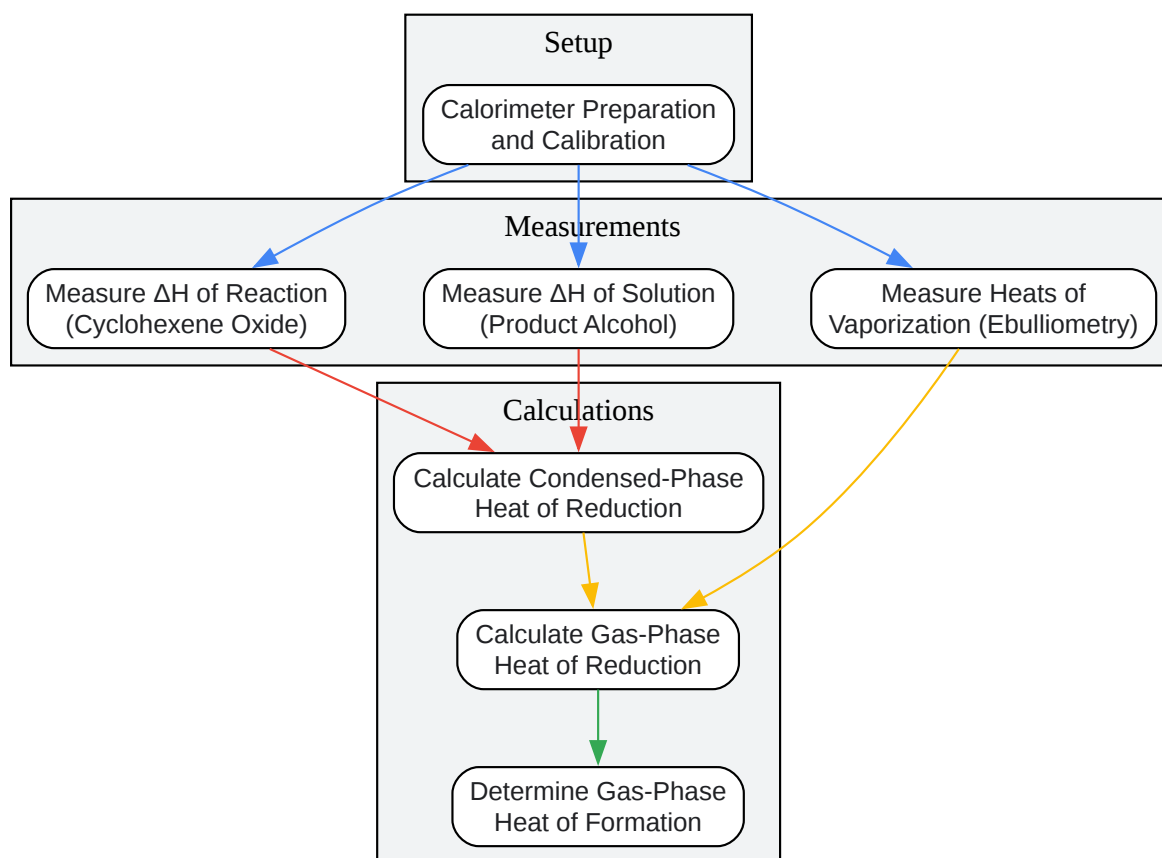 Setup
Calorimeter Preparation
and Calibration
Measurements
Measure ΔH of Reaction
(Cyclohexene Oxide)
Measure ΔH of Solution
(Product Alcohol)
Measure Heats of
Vaporization (Ebulliometry)
Calculations
Calculate Condensed-Phase
Heat of Reduction
Calculate Gas-Phase
Heat of Reduction
Determine Gas-Phase
Heat of Formation